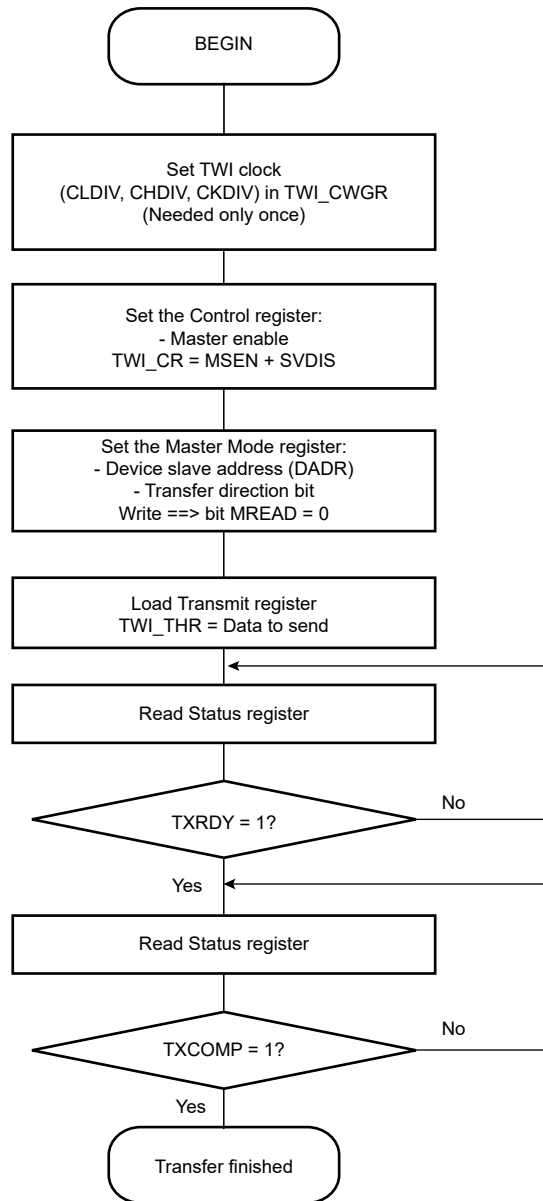 BEGIN
Set TWI clock
(CLDIV, CHDIV, CKDIV) in TWI_CWGR
(Needed only once)
Set the Control register:
- Master enable
TWI_CR = MSEN + SVDIS
Set the Master Mode register:
- Device slave address (DADR)
- Transfer direction bit
Write ==> bit MREAD = 0
Load Transmit register
TWI_THR = Data to send
Read Status register
TXRDY = 1?
No
Yes
Read Status register
TXCOMP = 1?
No
Yes
Transfer finished